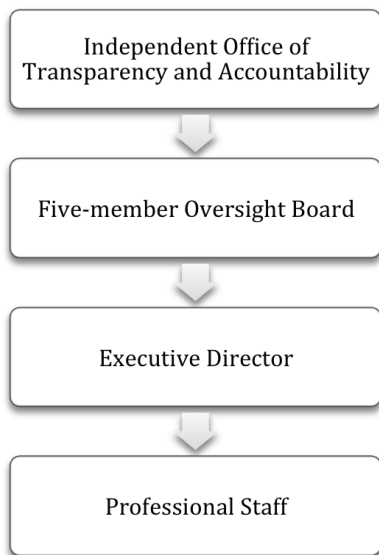 Independent Office of
Transparency and Accountability
Five-member Oversight Board
Executive Director
Professional Staff